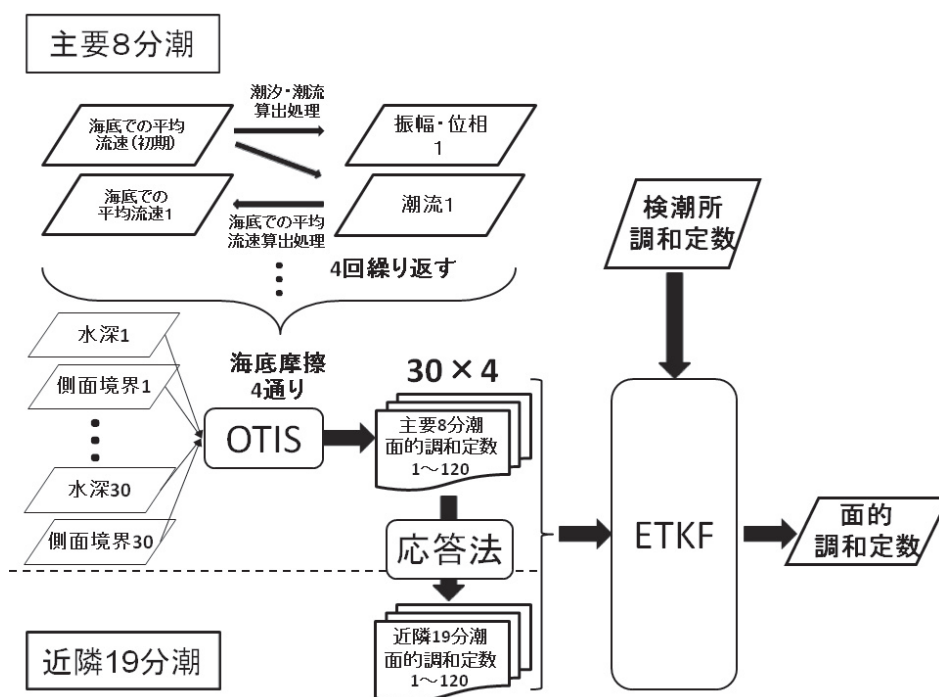 主要8分潮
潮汐・潮流
算出処理
海底での平均
流速(初期)
振幅・位相
1
海底での
平均流速1
潮流1
海底での平均
流速算出処理
4回繰り返す
検潮所
調和定数
水深1
側面境界1
水深30
側面境界30
海底摩擦
4通り
OTIS
30×4
主要8分潮
面的調和定数
1～120
応答法
ETKF
面的
調和定数
近隣19分潮
近隣19分潮
面的調和定数
1～120